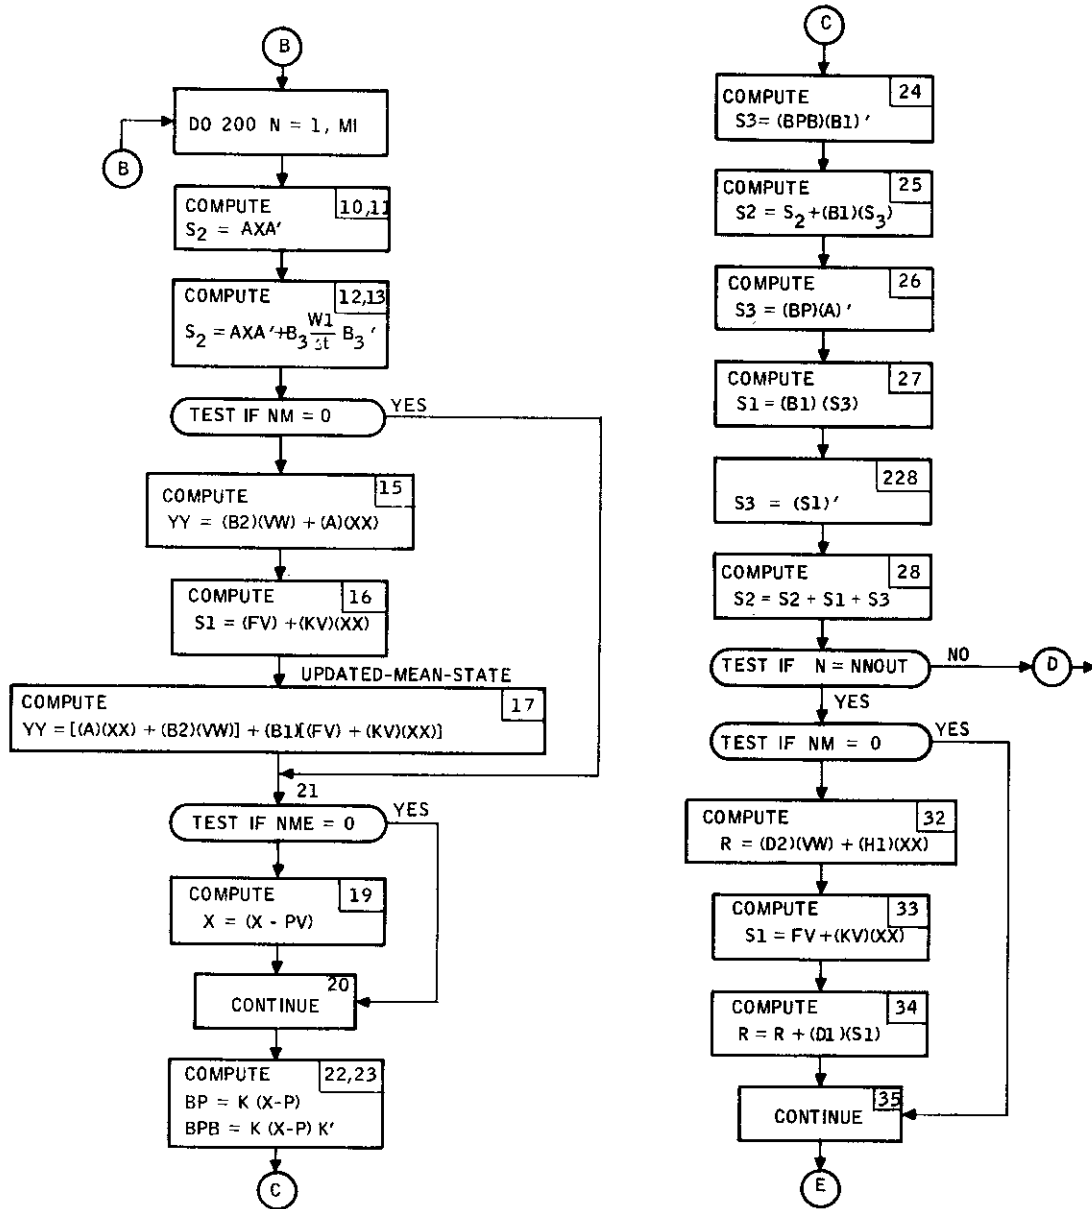 B
DO 200 N = 1, MI
B
COMPUTE 10,11
S2 = AXA′
COMPUTE 12,13
S2 = AXA′+B3 W1/δt B3′
TEST IF NM = 0 YES
COMPUTE 15
YY = (B2)(VW) + (A)(XX)
COMPUTE 16
S1 = (FV) + (KV)(XX)
UPDATED-MEAN-STATE
COMPUTE 17
YY = [(A)(XX) + (B2)(VW)] + (B1)[(FV) + (KV)(XX)]
21
TEST IF NME = 0 YES
COMPUTE 19
X = (X - PV)
20
CONTINUE
COMPUTE 22,23
BP = K (X-P)
BPB = K (X-P) K′
C
C
COMPUTE 24
S3= (BPB)(B1)′
COMPUTE 25
S2 = S2 +(B1)(S3)
COMPUTE 26
S3 = (BP)(A)′
COMPUTE 27
S1 = (B1) (S3)
228
S3 = (S1)′
COMPUTE 28
S2 = S2 + S1 + S3
TEST IF N = NNOUT NO D
YES
TEST IF NM = 0 YES
COMPUTE 32
R = (D2)(VW) + (H1)(XX)
COMPUTE 33
S1 = FV+(KV)(XX)
COMPUTE 34
R = R + (D1)(S1)
35
CONTINUE
E